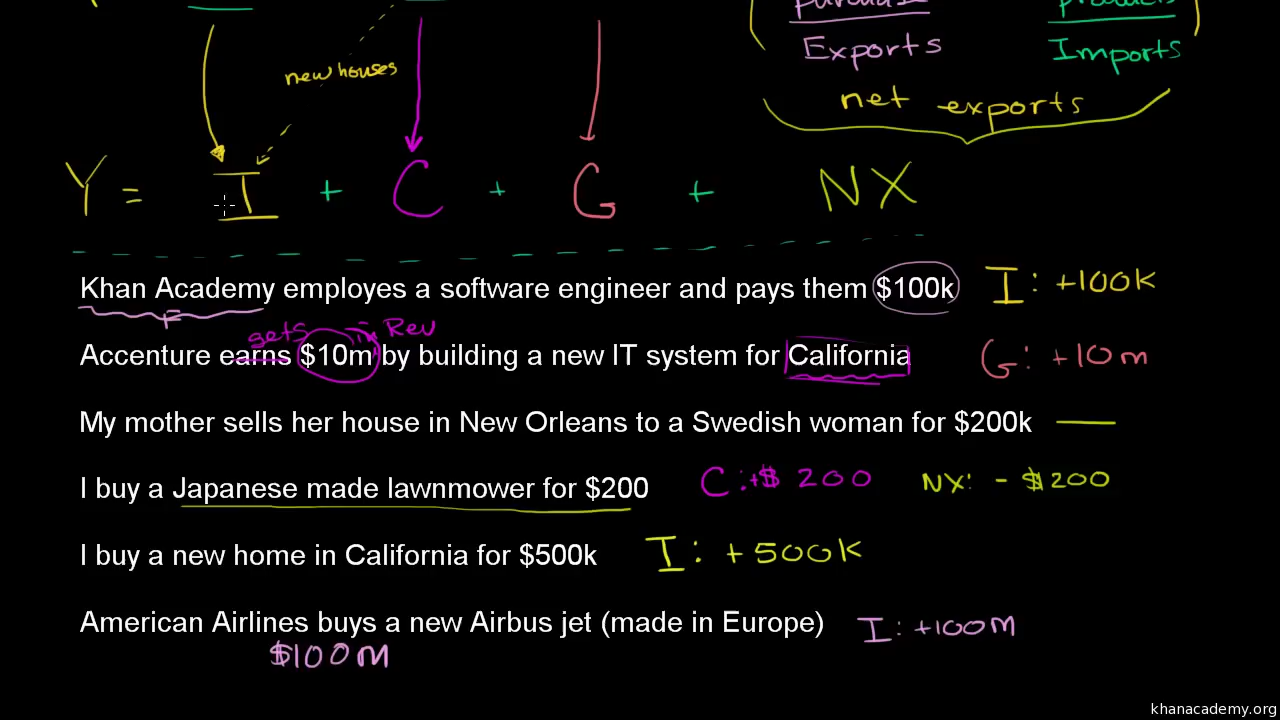 Exports Imports
new houses
net exports
Y = I + C + G + NX
Khan Academy employes a software engineer and pays them $100k I: +100K
F
gets in Rev
Accenture earns $10m by building a new IT system for California G: +10m
My mother sells her house in New Orleans to a Swedish woman for $200k —
I buy a Japanese made lawnmower for $200 C: +$ 200 NX: - $200
I buy a new home in California for $500k I: +500K
American Airlines buys a new Airbus jet (made in Europe) I: +100M
$100M
khanacademy.org